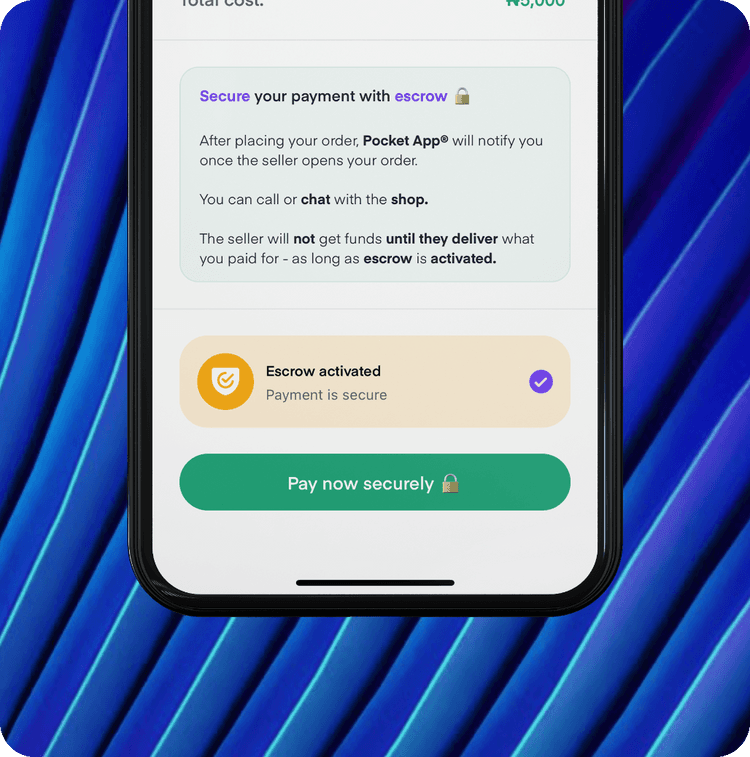 Total cost: ₦5,000
Secure your payment with escrow 🔒
After placing your order, Pocket App® will notify you
once the seller opens your order.
You can call or chat with the shop.
The seller will not get funds until they deliver what
you paid for - as long as escrow is activated.
Escrow activated
Payment is secure
Pay now securely 🔒